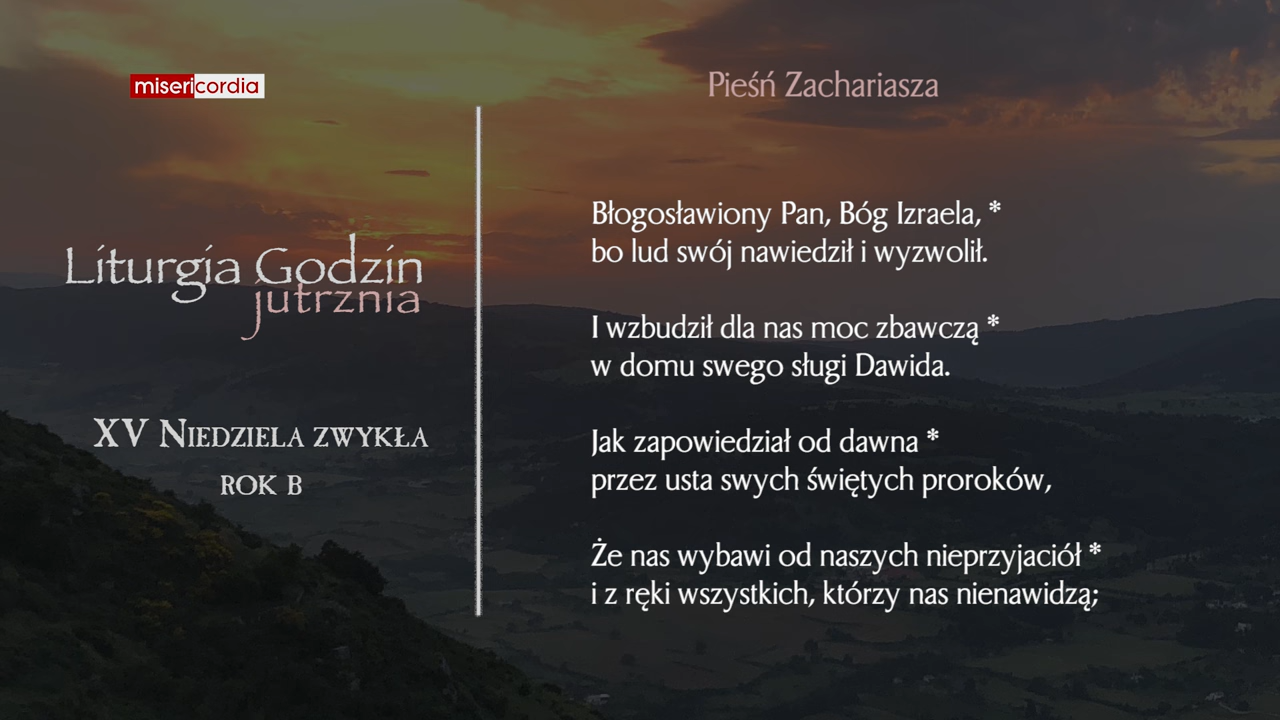 misericordia
Liturgia Godzin
jutrznia
XV Niedziela zwykła
rok B
Pieśń Zachariasza
Błogosławiony Pan, Bóg Izraela, *
bo lud swój nawiedził i wyzwolił.
I wzbudził dla nas moc zbawczą *
w domu swego sługi Dawida.
Jak zapowiedział od dawna *
przez usta swych świętych proroków,
Że nas wybawi od naszych nieprzyjaciół *
i z ręki wszystkich, którzy nas nienawidzą;